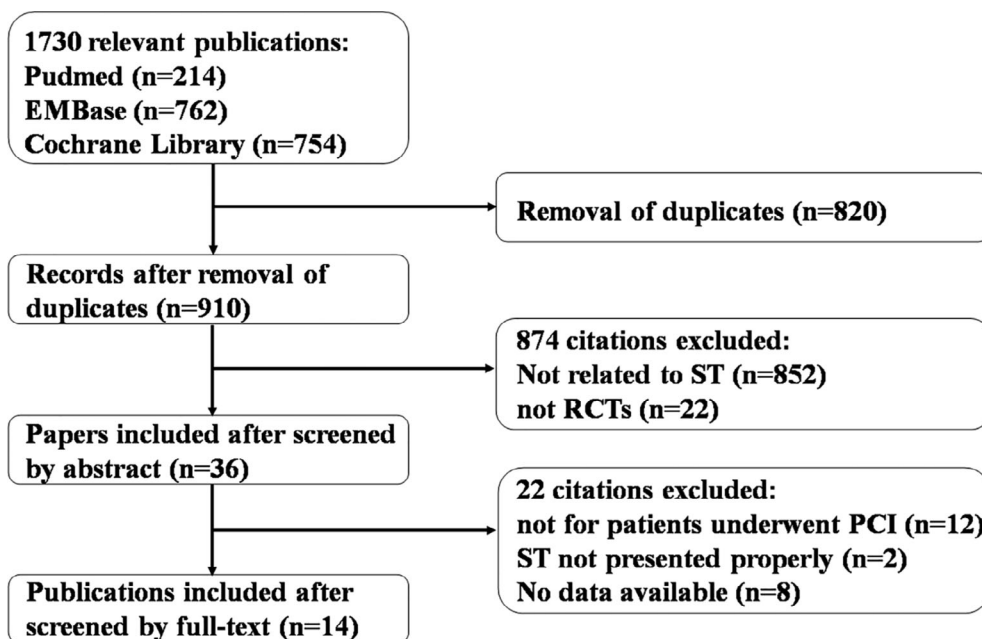 1730 relevant publications:
Pudmed (n=214)
EMBase (n=762)
Cochrane Library (n=754)
Removal of duplicates (n=820)
Records after removal of
duplicates (n=910)
874 citations excluded:
Not related to ST (n=852)
not RCTs (n=22)
Papers included after screened
by abstract (n=36)
22 citations excluded:
not for patients underwent PCI (n=12)
ST not presented properly (n=2)
No data available (n=8)
Publications included after
screened by full-text (n=14)